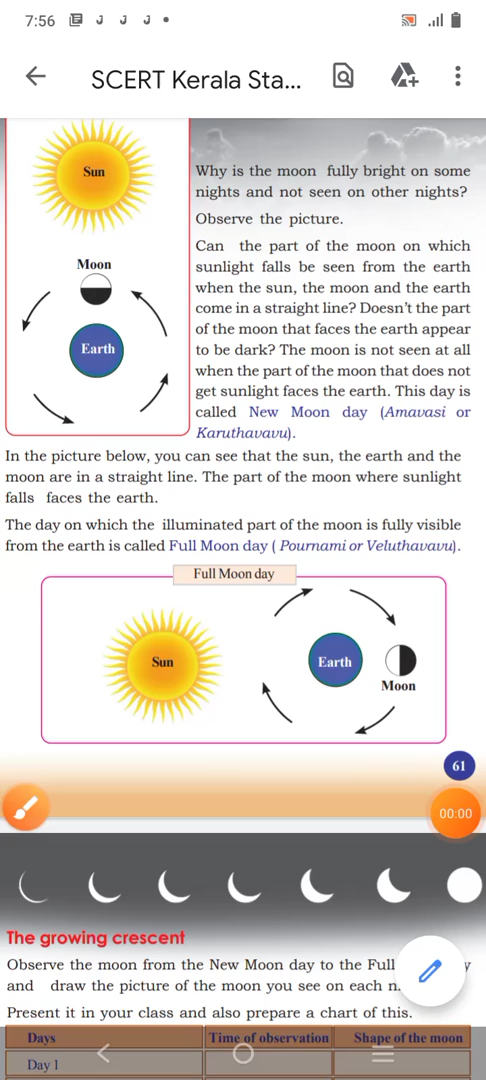 7:56
SCERT Kerala Sta...
Sun
Moon
Earth
Why is the moon fully bright on some
nights and not seen on other nights?
Observe the picture.
Can the part of the moon on which
sunlight falls be seen from the earth
when the sun, the moon and the earth
come in a straight line? Doesn't the part
of the moon that faces the earth appear
to be dark? The moon is not seen at all
when the part of the moon that does not
get sunlight faces the earth. This day is
called New Moon day (Amavasi or
Karuthavavu).
In the picture below, you can see that the sun, the earth and the
moon are in a straight line. The part of the moon where sunlight
falls faces the earth.
The day on which the illuminated part of the moon is fully visible
from the earth is called Full Moon day ( Pournami or Veluthavavu).
Full Moon day
Sun
Earth
Moon
61
00:00
The growing crescent
Observe the moon from the New Moon day to the Full y
and draw the picture of the moon you see on each n
Present it in your class and also prepare a chart of this.
Days Time of observation Shape of the moon
Day 1